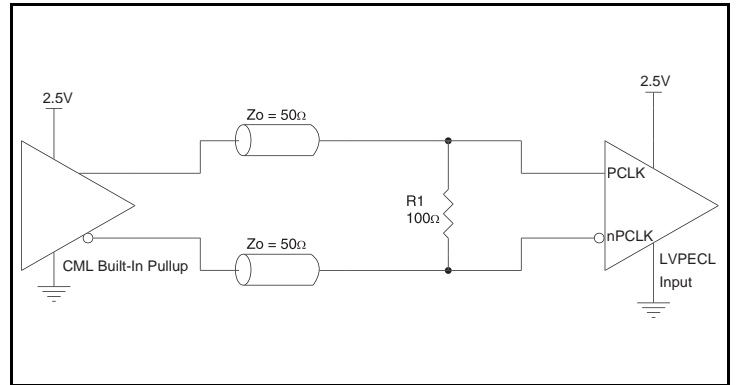 2.5V
2.5V
Zo = 50Ω
PCLK
R1
100Ω
nPCLK
Zo = 50Ω
CML Built-In Pullup
LVPECL
Input